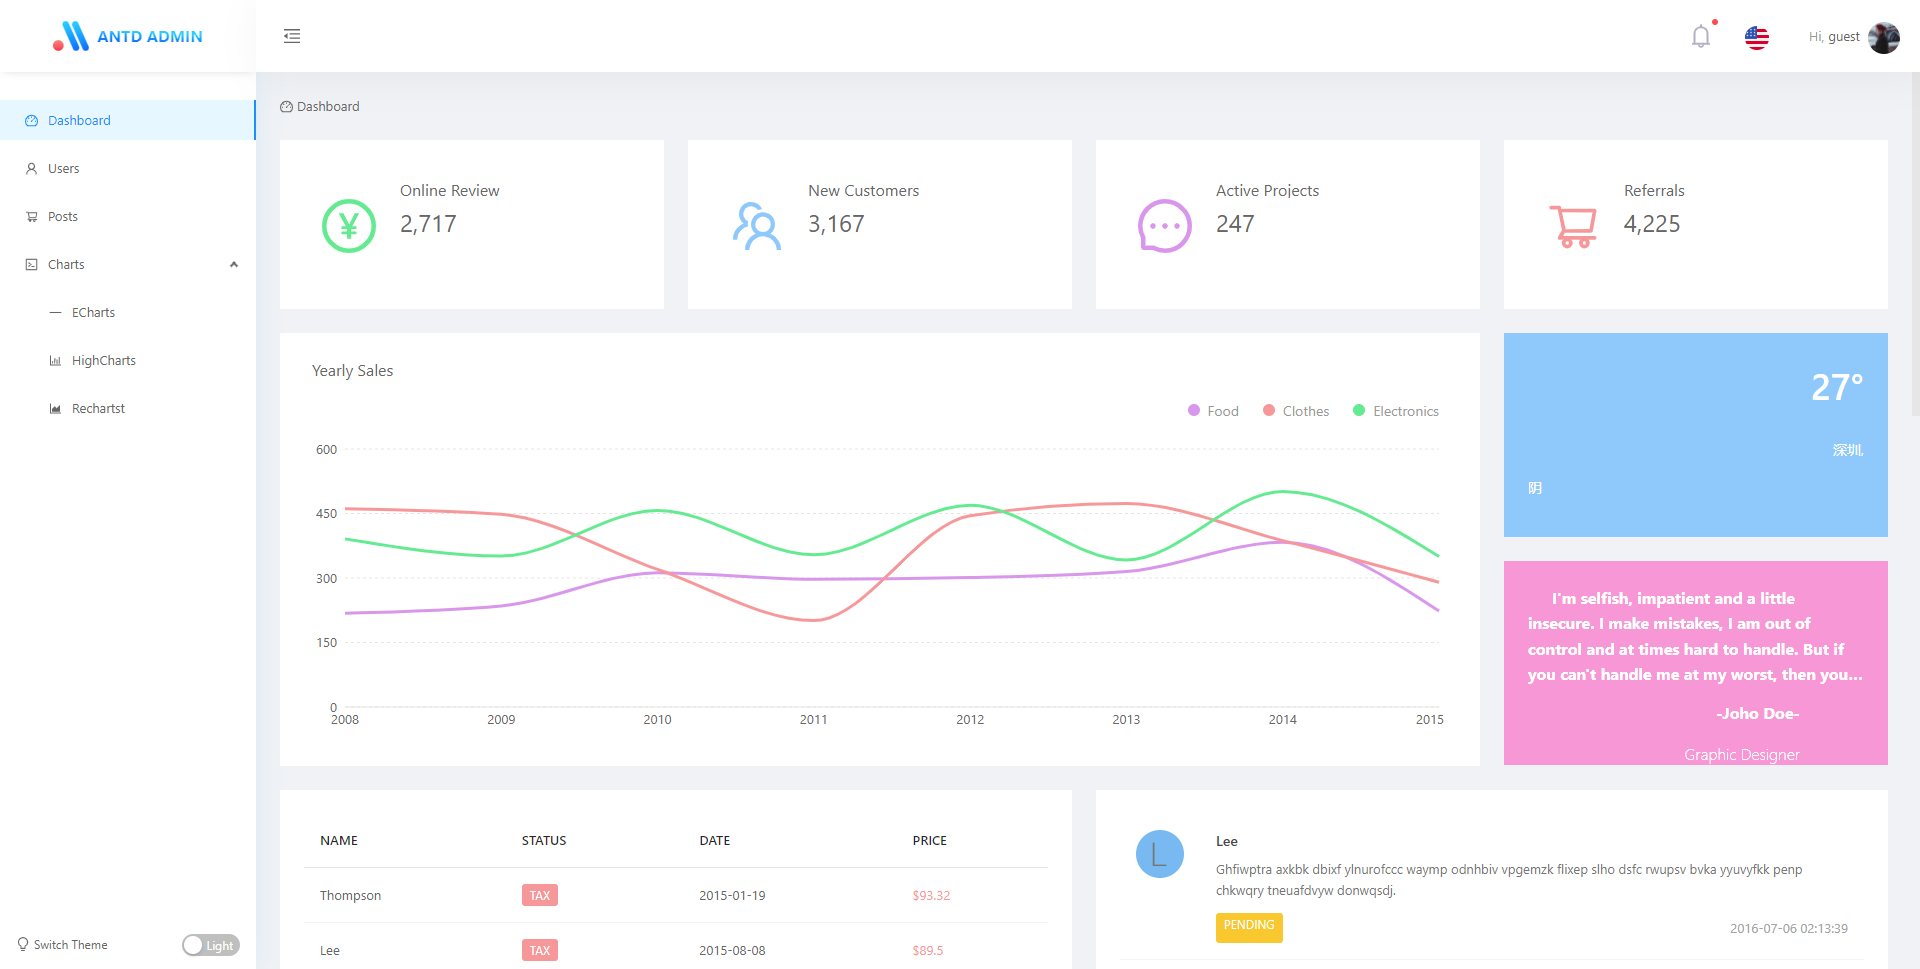 ANTD ADMIN
Hi, guest
Dashboard
Users
Posts
Charts
ECharts
HighCharts
Rechartst
Switch Theme
Light
Dashboard
Online Review
2,717
New Customers
3,167
Active Projects
247
Referrals
4,225
Yearly Sales
Food Clothes Electronics
600
450
300
150
0
2008 2009 2010 2011 2012 2013 2014 2015
27°
深圳,
阴
I'm selfish, impatient and a little
insecure. I make mistakes, I am out of
control and at times hard to handle. But if
you can't handle me at my worst, then you...
-Joho Doe-
Graphic Designer
NAME STATUS DATE PRICE
Thompson TAX 2015-01-19 $93.32
Lee TAX 2015-08-08 $89.5
L
Lee
Ghfiwptra axkbk dbixf ylnurofccc waymp odnhbiv vpgemzk flixep slho dsfc rwupsv bvka yyuvyfkk penp
chkwqry tneuafdvyw donwqsdj.
PENDING
2016-07-06 02:13:39